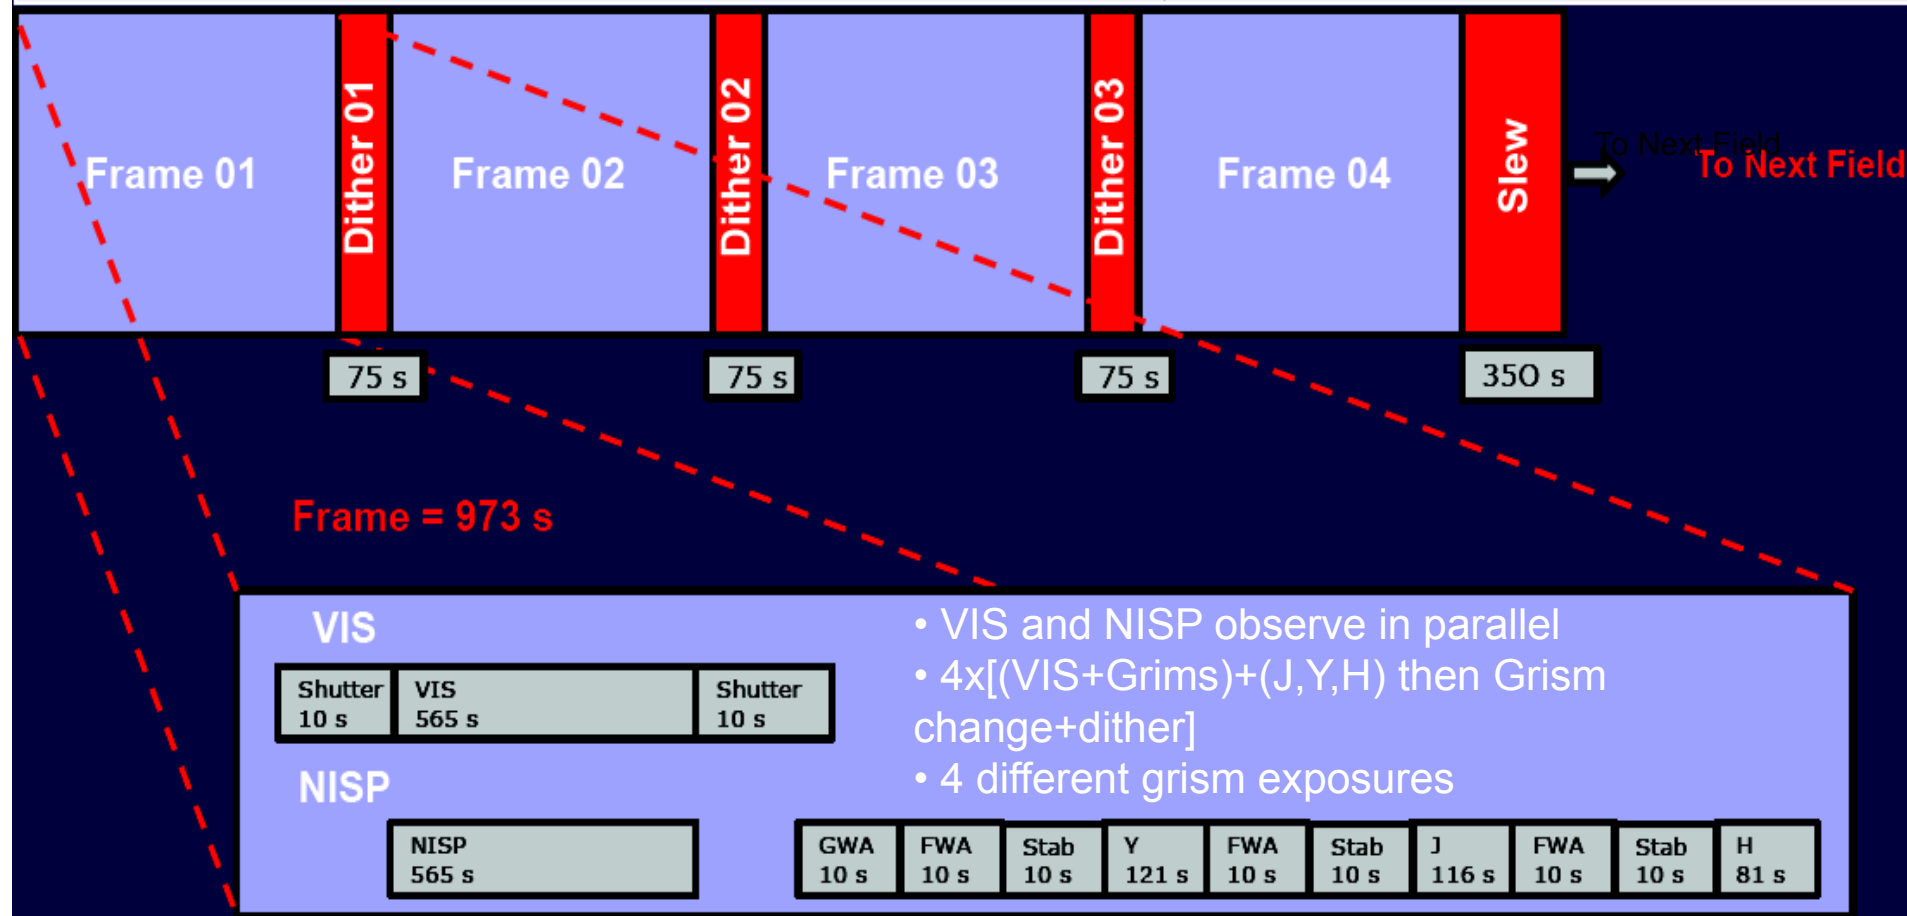 Frame 01
Dither 01
Frame 02
Dither 02
Frame 03
Dither 03
Frame 04
Slew
To Next Field
To Next Field
75 s
75 s
75 s
350 s
Frame = 973 s
VIS
Shutter
10 s
VIS
565 s
Shutter
10 s
• VIS and NISP observe in parallel
• 4x[(VIS+Grims)+(J,Y,H) then Grism
change+dither]
• 4 different grism exposures
NISP
NISP
565 s
GWA
10 s
FWA
10 s
Stab
10 s
Y
121 s
FWA
10 s
Stab
10 s
J
116 s
FWA
10 s
Stab
10 s
H
81 s